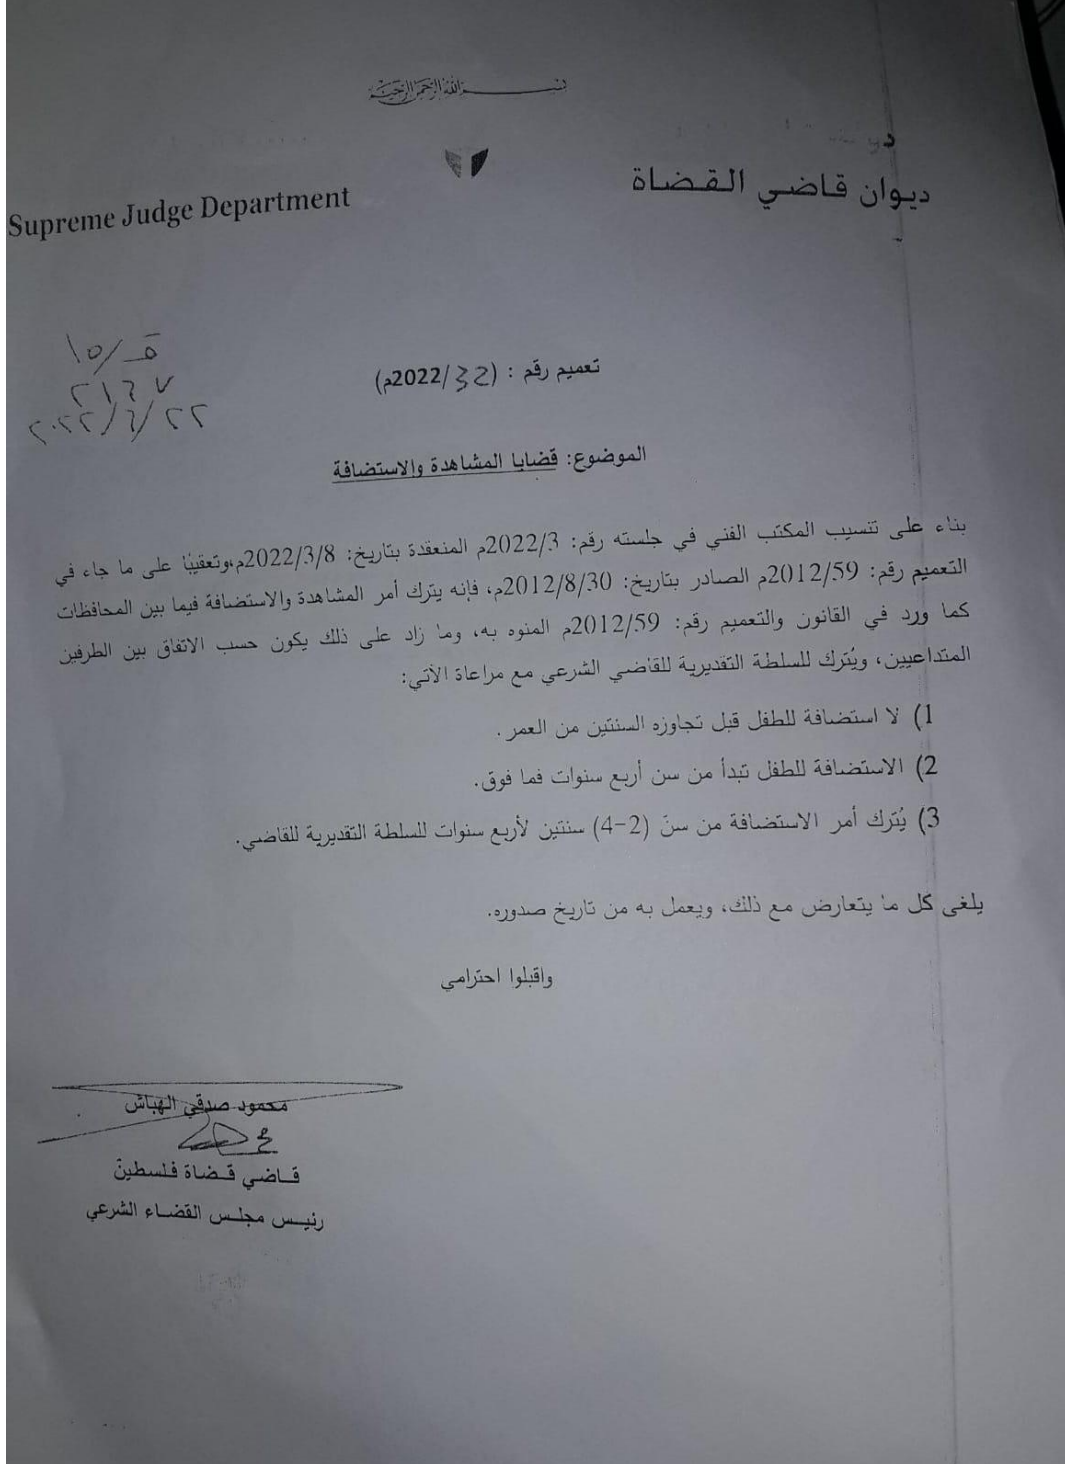 بسم الله الرحمن الرحيم
ديوان قاضي القضاة
Supreme Judge Department
ق/١٥
٢١٦٧
٢٠٢٢/٣/٢٢
تعميم رقم : (32/2022م)
الموضوع: قضايا المشاهدة والاستضافة
بناء على تنسيب المكتب الفني في جلسته رقم: 2022/3م المنعقدة بتاريخ: 2022/3/8م،وتعقيبًا على ما جاء في
التعميم رقم: 2012/59م الصادر بتاريخ: 2012/8/30م، فإنه يترك أمر المشاهدة والاستضافة فيما بين المحافظات
كما ورد في القانون والتعميم رقم: 2012/59م المنوه به، وما زاد على ذلك يكون حسب الاتفاق بين الطرفين
المتداعيين، ويُترك للسلطة التقديرية للقاضي الشرعي مع مراعاة الآتي:
1) لا استضافة للطفل قبل تجاوزه السنتين من العمر.
2) الاستضافة للطفل تبدأ من سن أربع سنوات فما فوق.
3) يُترك أمر الاستضافة من سنّ (2-4) سنتين لأربع سنوات للسلطة التقديرية للقاضي.
يلغى كل ما يتعارض مع ذلك، ويعمل به من تاريخ صدوره.
واقبلوا احترامي
محمود صدقي الهباش
قاضي قضاة فلسطين
رئيس مجلس القضاء الشرعي